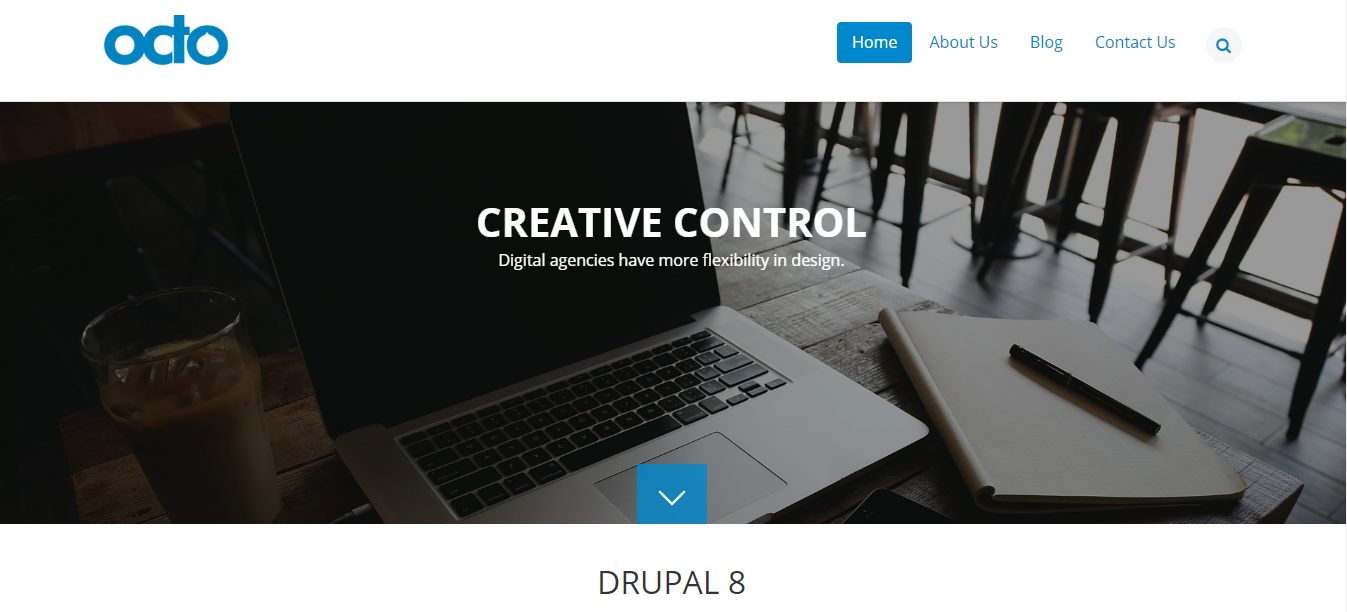 octo
Home About Us Blog Contact Us
CREATIVE CONTROL
Digital agencies have more flexibility in design.
DRUPAL 8